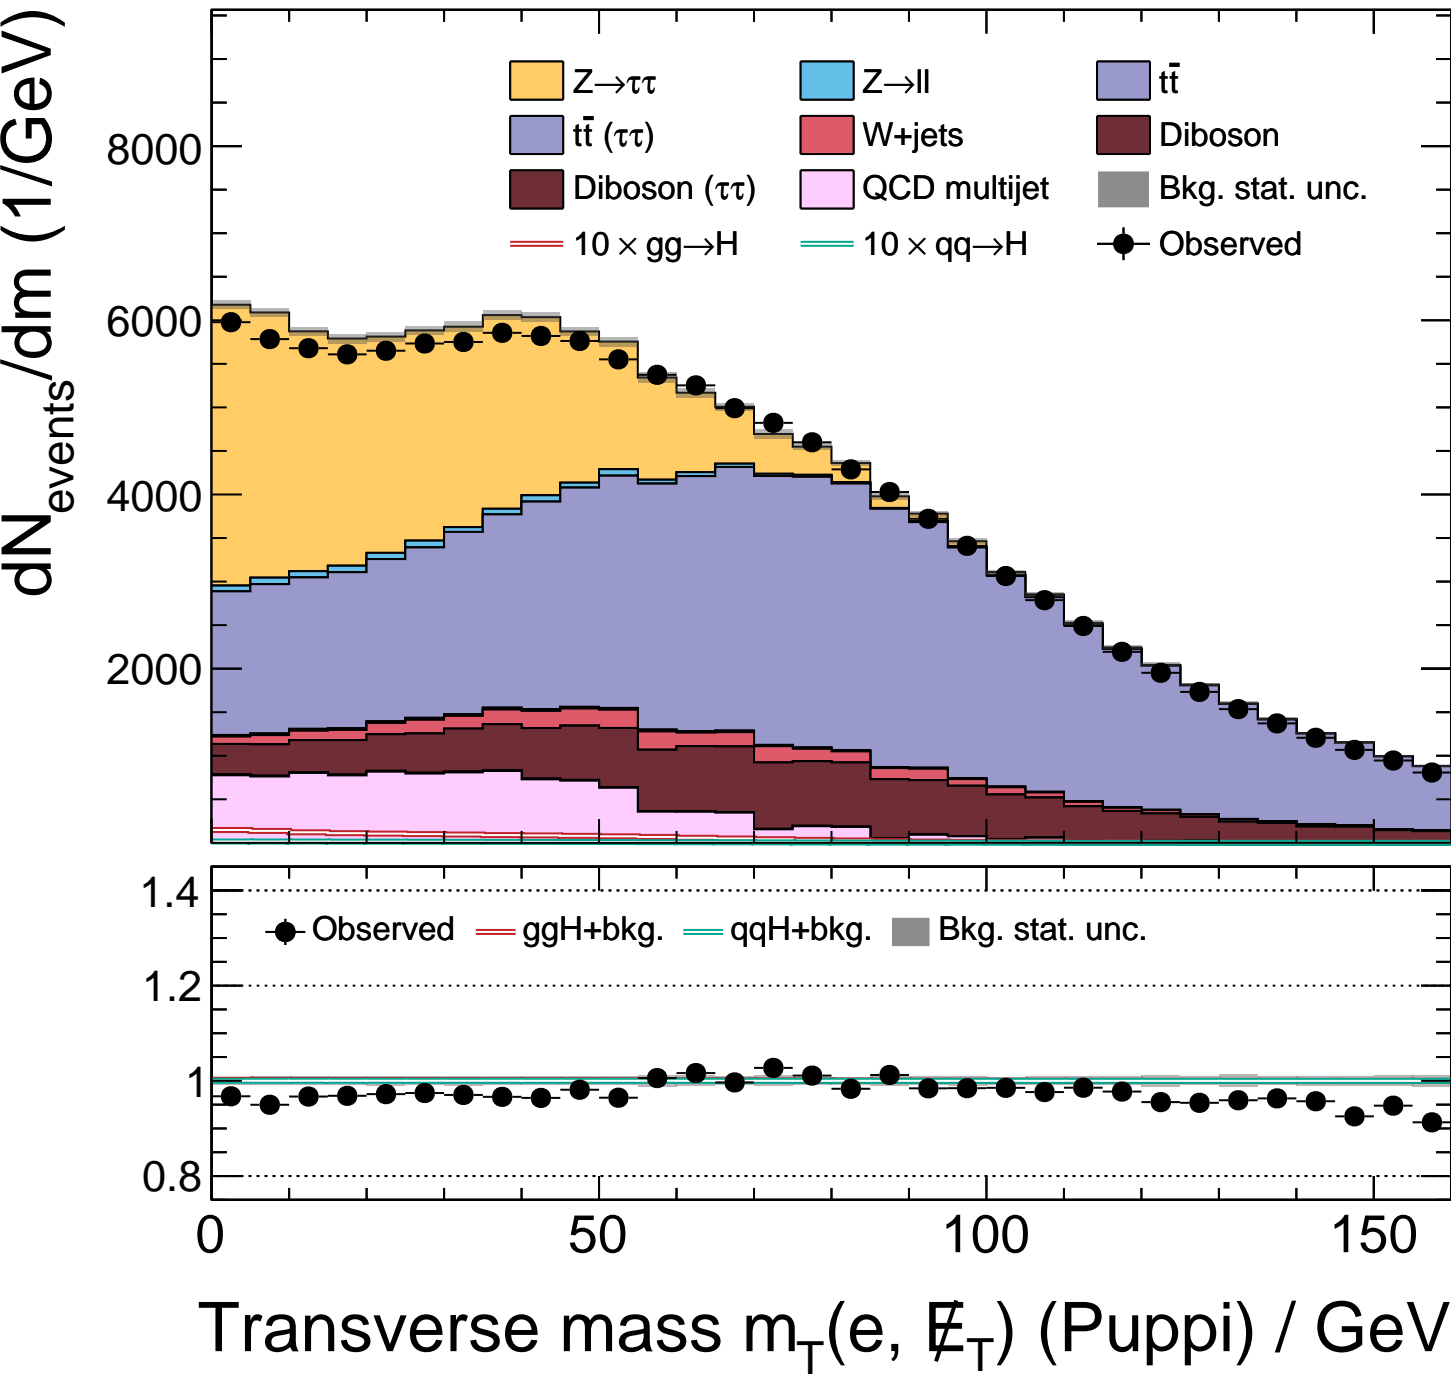 dN_events/dm (1/GeV)
8000
6000
4000
2000
Z→ττ Z→ll tt̄
tt̄ (ττ) W+jets Diboson
Diboson (ττ) QCD multijet Bkg. stat. unc.
10 × gg→H 10 × qq→H Observed
1.4
1.2
1
0.8
Observed ggH+bkg. qqH+bkg. Bkg. stat. unc.
0 50 100 150
Transverse mass m_T(e, E̸_T) (Puppi) / GeV